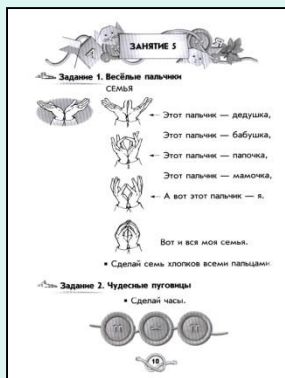 ЗАНЯТИЕ 5
Задание 1. Весёлые пальчики
СЕМЬЯ
Этот пальчик — дедушка,
Этот пальчик — бабушка,
Этот пальчик — папочка,
Этот пальчик — мамочка,
А вот этот пальчик — я.
Вот и вся моя семья.
• Сделай семь хлопков всеми пальцами
Задание 2. Чудесные пуговицы
• Сделай часы.
10